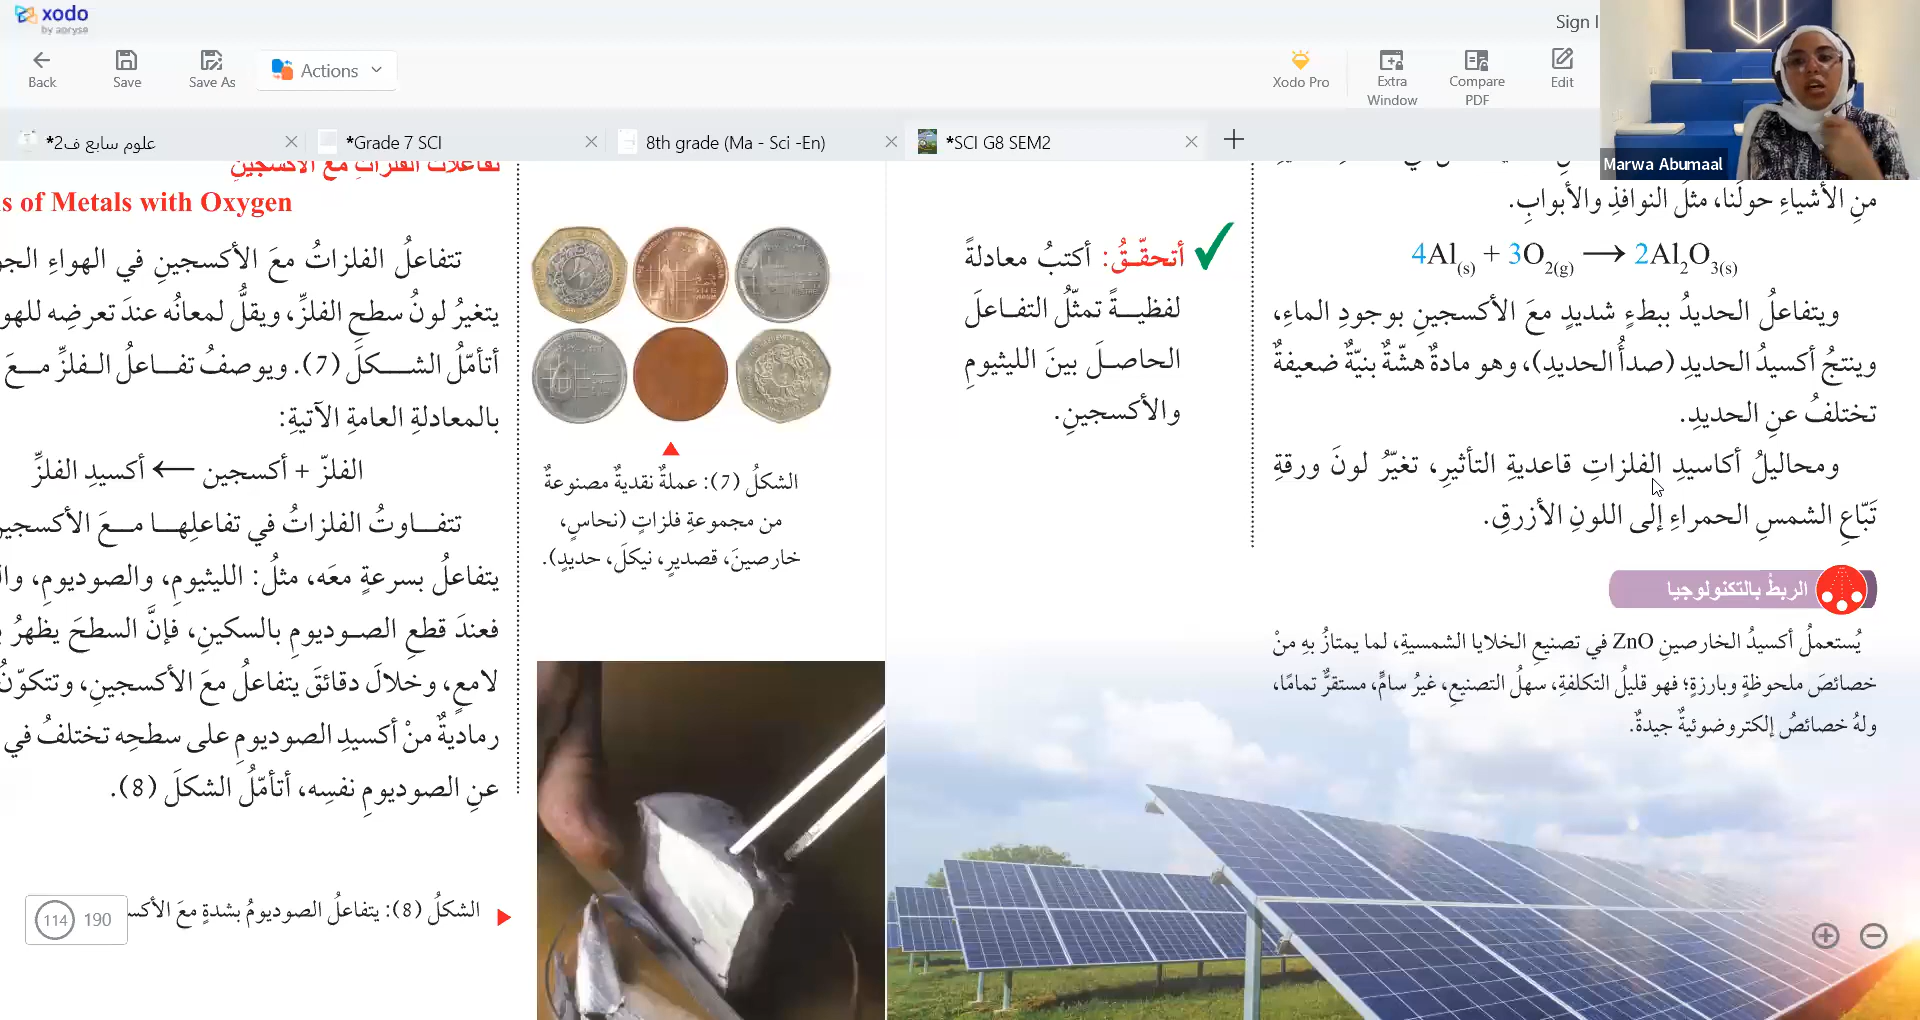 xodo
by apryse
Back
Save
Save As
Actions
Sign I
Xodo Pro
Extra Window
Compare PDF
Edit
Marwa Abumaal
علوم سابع ف2*
*Grade 7 SCI
8th grade (Ma - Sci -En)
*SCI G8 SEM2
منِ الأشياءِ حولَنا، مثلَ النوافذِ والأبوابِ.
4Al(s) + 3O2(g) ⟶ 2Al2O3(s)
ويتفاعلُ الحديدُ ببطءٍ شديدٍ معَ الأكسجينِ بوجودِ الماءِ،
وينتجُ أكسيدُ الحديدِ (صدأُ الحديدِ)، وهو مادةٌ هشّةٌ بنيّةٌ ضعيفةٌ
تختلفُ عنِ الحديدِ.
ومحاليلُ أكاسيدِ الفلزاتِ قاعديةِ التأثيرِ، تغيّرُ لونَ ورقةِ
تَبّاعِ الشمسِ الحمراءِ إلى اللونِ الأزرقِ.
الربطُ بالتكنولوجيا
يُستعملُ أكسيدُ الخارصينِ ZnO في تصنيعِ الخلايا الشمسيةِ، لما يمتازُ بهِ منْ
خصائصَ ملحوظةٍ وبارزةٍ؛ فهو قليلُ التكلفةِ، سهلُ التصنيعِ، غيرُ سامٍّ، مستقرٌّ تمامًا،
ولهُ خصائصُ إلكتروضوئيةٌ جيدةٌ.
أتحقّقُ: أكتبُ معادلةً
لفظيةً تمثّلُ التفاعلَ
الحاصلَ بينَ الليثيومِ
والأكسجينِ.
الشكلُ (7): عملةٌ نقديةٌ مصنوعةٌ
من مجموعةِ فلزاتٍ (نحاسٍ،
خارصينَ، قصديرٍ، نيكلَ، حديدٍ).
تفاعلاتُ الفلزاتِ معَ الأكسجينِ
s of Metals with Oxygen
تتفاعلُ الفلزاتُ معَ الأكسجينِ في الهواءِ
يتغيرُ لونُ سطحِ الفلزِّ، ويقلُّ لمعانُه عندَ تعرضِه
أتأمّلُ الشكلَ (7). ويوصفُ تفاعلُ الفلزِّ معَ
بالمعادلةِ العامةِ الآتيةِ:
الفلزّ + أكسجين ⟵ أكسيدِ الفلزِّ
تتفاوتُ الفلزاتُ في تفاعلِها معَ
يتفاعلُ بسرعةٍ معَه، مثلُ: الليثيومِ، والصوديومِ،
فعندَ قطعِ الصوديومِ بالسكينِ، فإنَّ السطحَ يظهرُ
لامعٍ، وخلالَ دقائقَ يتفاعلُ معَ الأكسجينِ، وتتكوّنُ
رماديةٌ منْ أكسيدِ الصوديومِ على سطحِه تختلفُ في
عنِ الصوديومِ نفسِه، أتأمّلُ الشكلَ (8).
الشكلُ (8): يتفاعلُ الصوديومُ بشدةٍ معَ
114 190